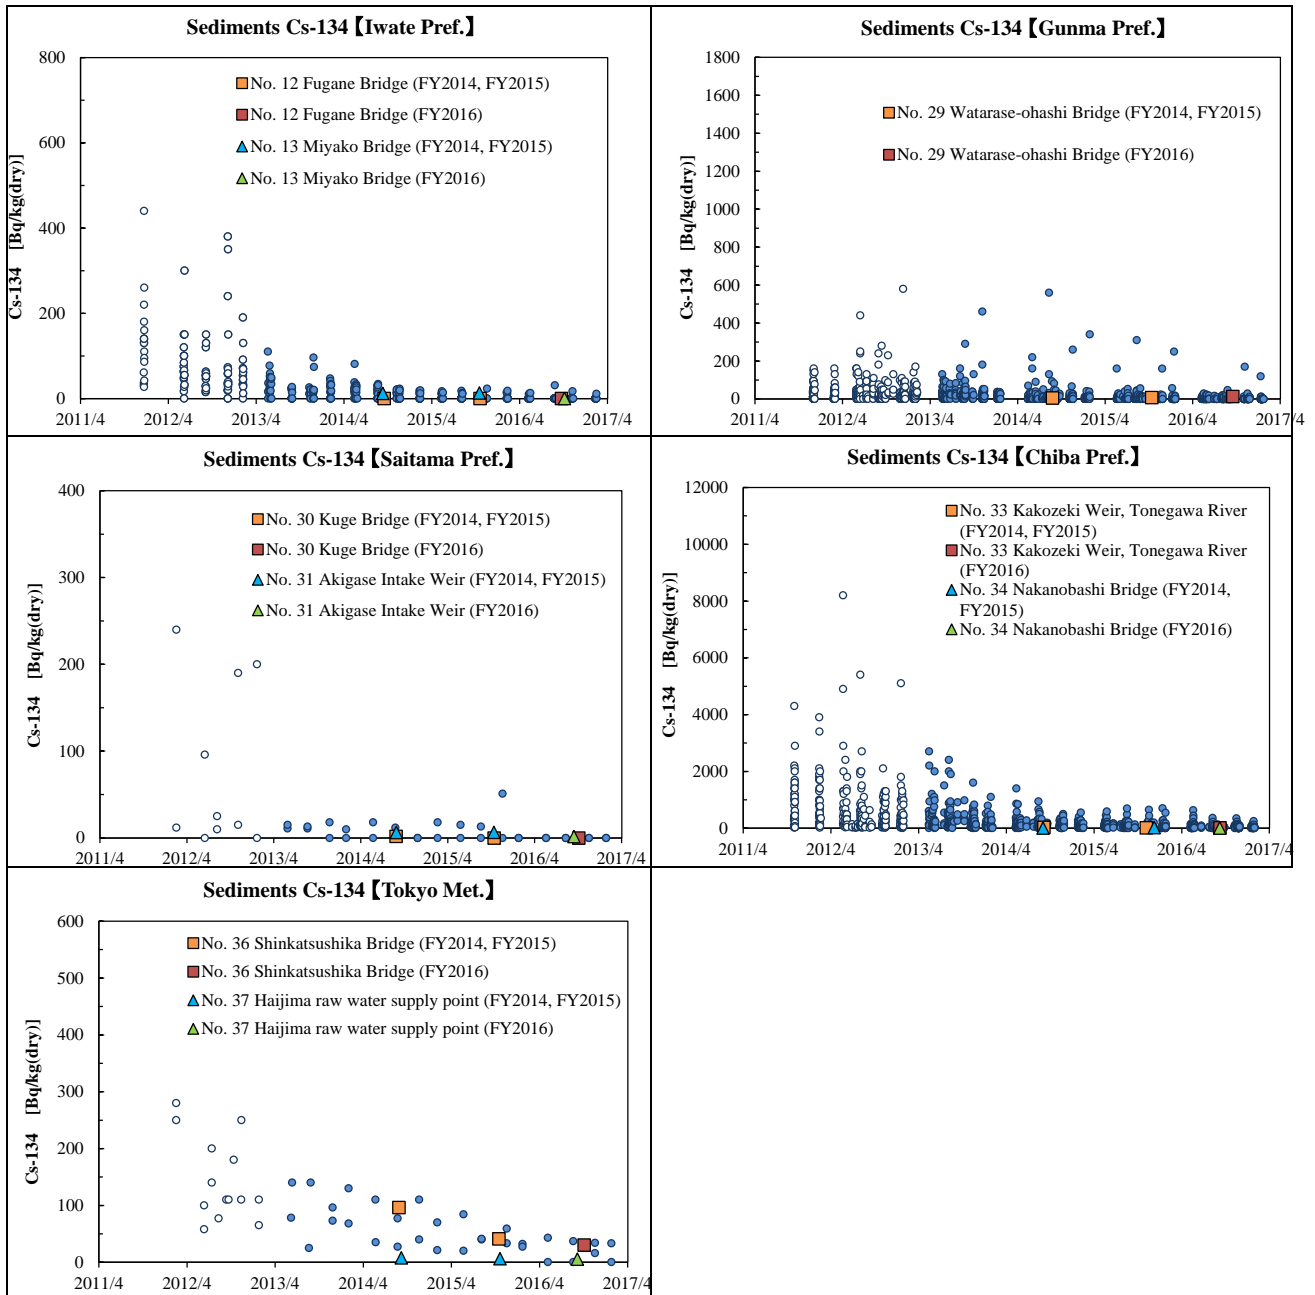 Sediments Cs-134【Iwate Pref.】
800
600
400
200
0
Cs-134 [Bq/kg(dry)]
No. 12 Fugane Bridge (FY2014, FY2015)
No. 12 Fugane Bridge (FY2016)
No. 13 Miyako Bridge (FY2014, FY2015)
No. 13 Miyako Bridge (FY2016)
2011/4 2012/4 2013/4 2014/4 2015/4 2016/4 2017/4
Sediments Cs-134【Gunma Pref.】
1800
1600
1400
1200
1000
800
600
400
200
0
Cs-134 [Bq/kg(dry)]
No. 29 Watarase-ohashi Bridge (FY2014, FY2015)
No. 29 Watarase-ohashi Bridge (FY2016)
2011/4 2012/4 2013/4 2014/4 2015/4 2016/4 2017/4
Sediments Cs-134【Saitama Pref.】
400
300
200
100
0
Cs-134 [Bq/kg(dry)]
No. 30 Kuge Bridge (FY2014, FY2015)
No. 30 Kuge Bridge (FY2016)
No. 31 Akigase Intake Weir (FY2014, FY2015)
No. 31 Akigase Intake Weir (FY2016)
2011/4 2012/4 2013/4 2014/4 2015/4 2016/4 2017/4
Sediments Cs-134【Chiba Pref.】
12000
10000
8000
6000
4000
2000
0
Cs-134 [Bq/kg(dry)]
No. 33 Kakozeki Weir, Tonegawa River
(FY2014, FY2015)
No. 33 Kakozeki Weir, Tonegawa River
(FY2016)
No. 34 Nakanobashi Bridge (FY2014,
FY2015)
No. 34 Nakanobashi Bridge (FY2016)
2011/4 2012/4 2013/4 2014/4 2015/4 2016/4 2017/4
Sediments Cs-134【Tokyo Met.】
600
500
400
300
200
100
0
Cs-134 [Bq/kg(dry)]
No. 36 Shinkatsushika Bridge (FY2014, FY2015)
No. 36 Shinkatsushika Bridge (FY2016)
No. 37 Haijima raw water supply point (FY2014, FY2015)
No. 37 Haijima raw water supply point (FY2016)
2011/4 2012/4 2013/4 2014/4 2015/4 2016/4 2017/4